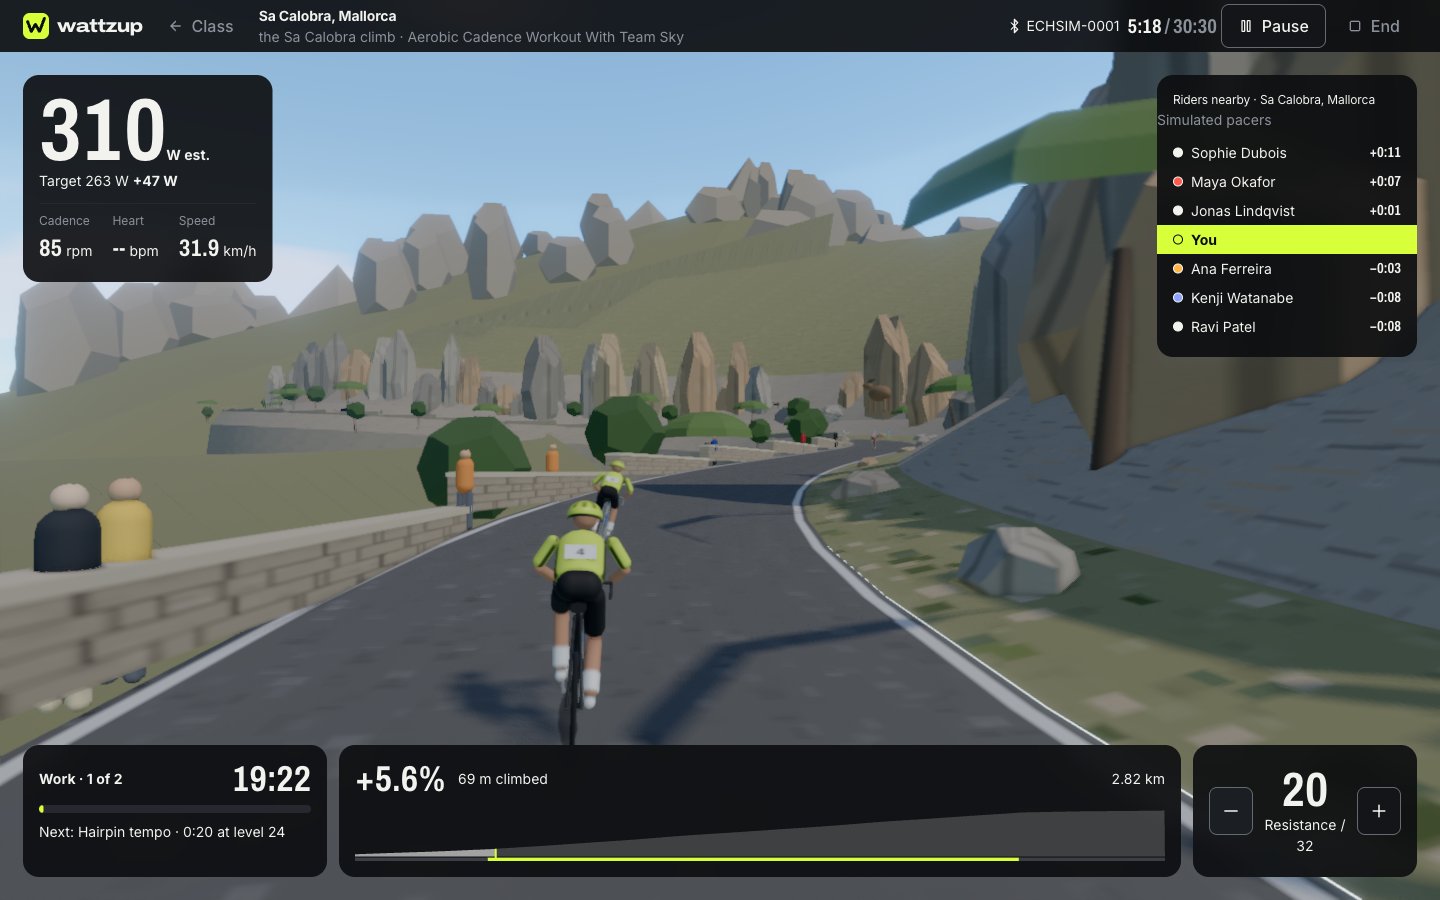 wattzup
← Class
Sa Calobra, Mallorca
the Sa Calobra climb · Aerobic Cadence Workout With Team Sky
ECHSIM-0001 5:18 / 30:30
Pause
End
310 W est.
Target 263 W +47 W
Cadence Heart Speed
85 rpm -- bpm 31.9 km/h
Riders nearby · Sa Calobra, Mallorca
Simulated pacers
Sophie Dubois +0:11
Maya Okafor +0:07
Jonas Lindqvist +0:01
You
Ana Ferreira −0:03
Kenji Watanabe −0:08
Ravi Patel −0:08
4
Work · 1 of 2 19:22
Next: Hairpin tempo · 0:20 at level 24
+5.6% 69 m climbed 2.82 km
− 20 +
Resistance /
32